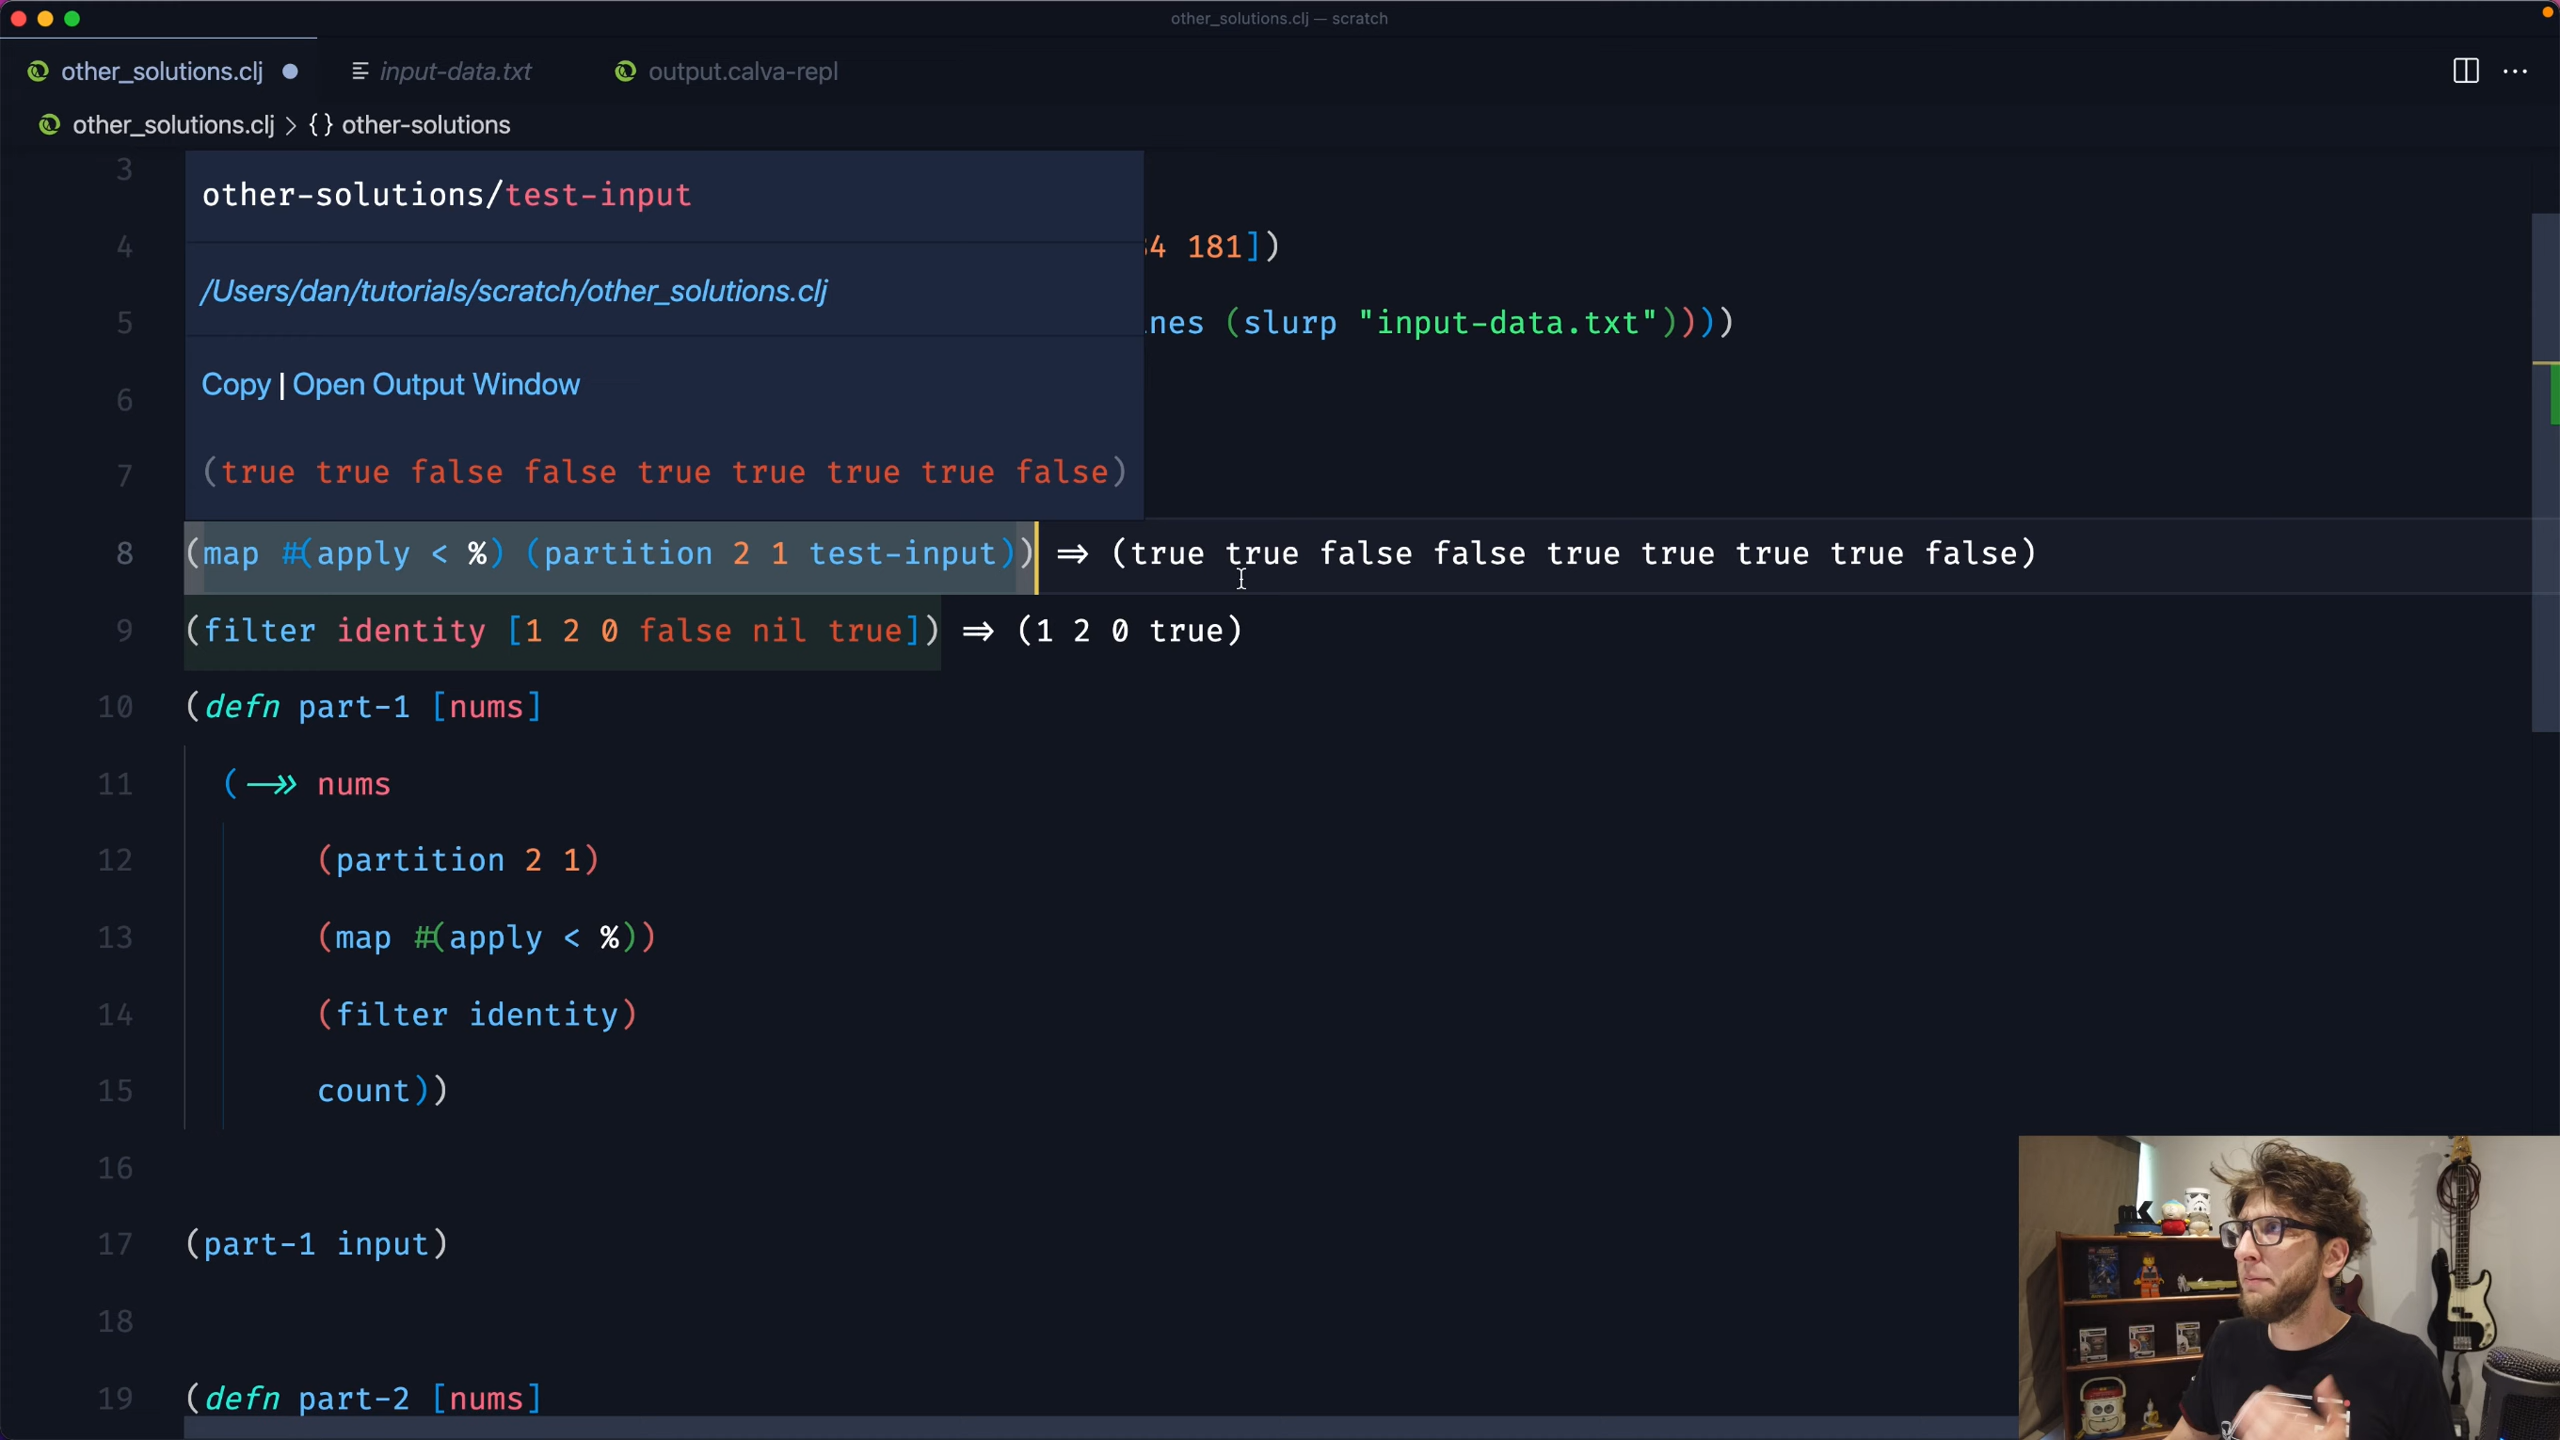 other_solutions.clj — scratch
other_solutions.clj
input-data.txt
output.calva-repl
other_solutions.clj > {} other-solutions
3
other-solutions/test-input
4 181])
/Users/dan/tutorials/scratch/other_solutions.clj
5 nes (slurp "input-data.txt"))))
Copy | Open Output Window
6
(true true false false true true true true false)
7
8 (map #(apply < %) (partition 2 1 test-input)) => (true true false false true true true true false)
9 (filter identity [1 2 0 false nil true]) => (1 2 0 true)
10 (defn part-1 [nums]
11 (->> nums
12 (partition 2 1)
13 (map #(apply < %))
14 (filter identity)
15 count))
16
17 (part-1 input)
18
19 (defn part-2 [nums]